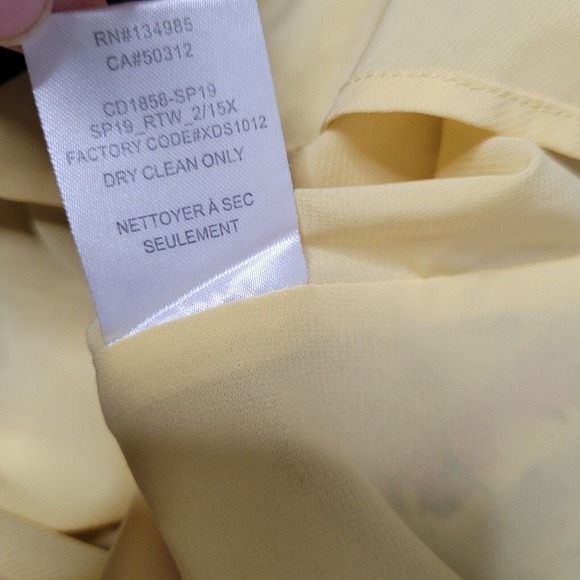 RN#134985
CA#50312
CD1858-SP19
SP19_RTW_2/15X
FACTORY CODE#XDS1012
DRY CLEAN ONLY
NETTOYER À SEC
SEULEMENT